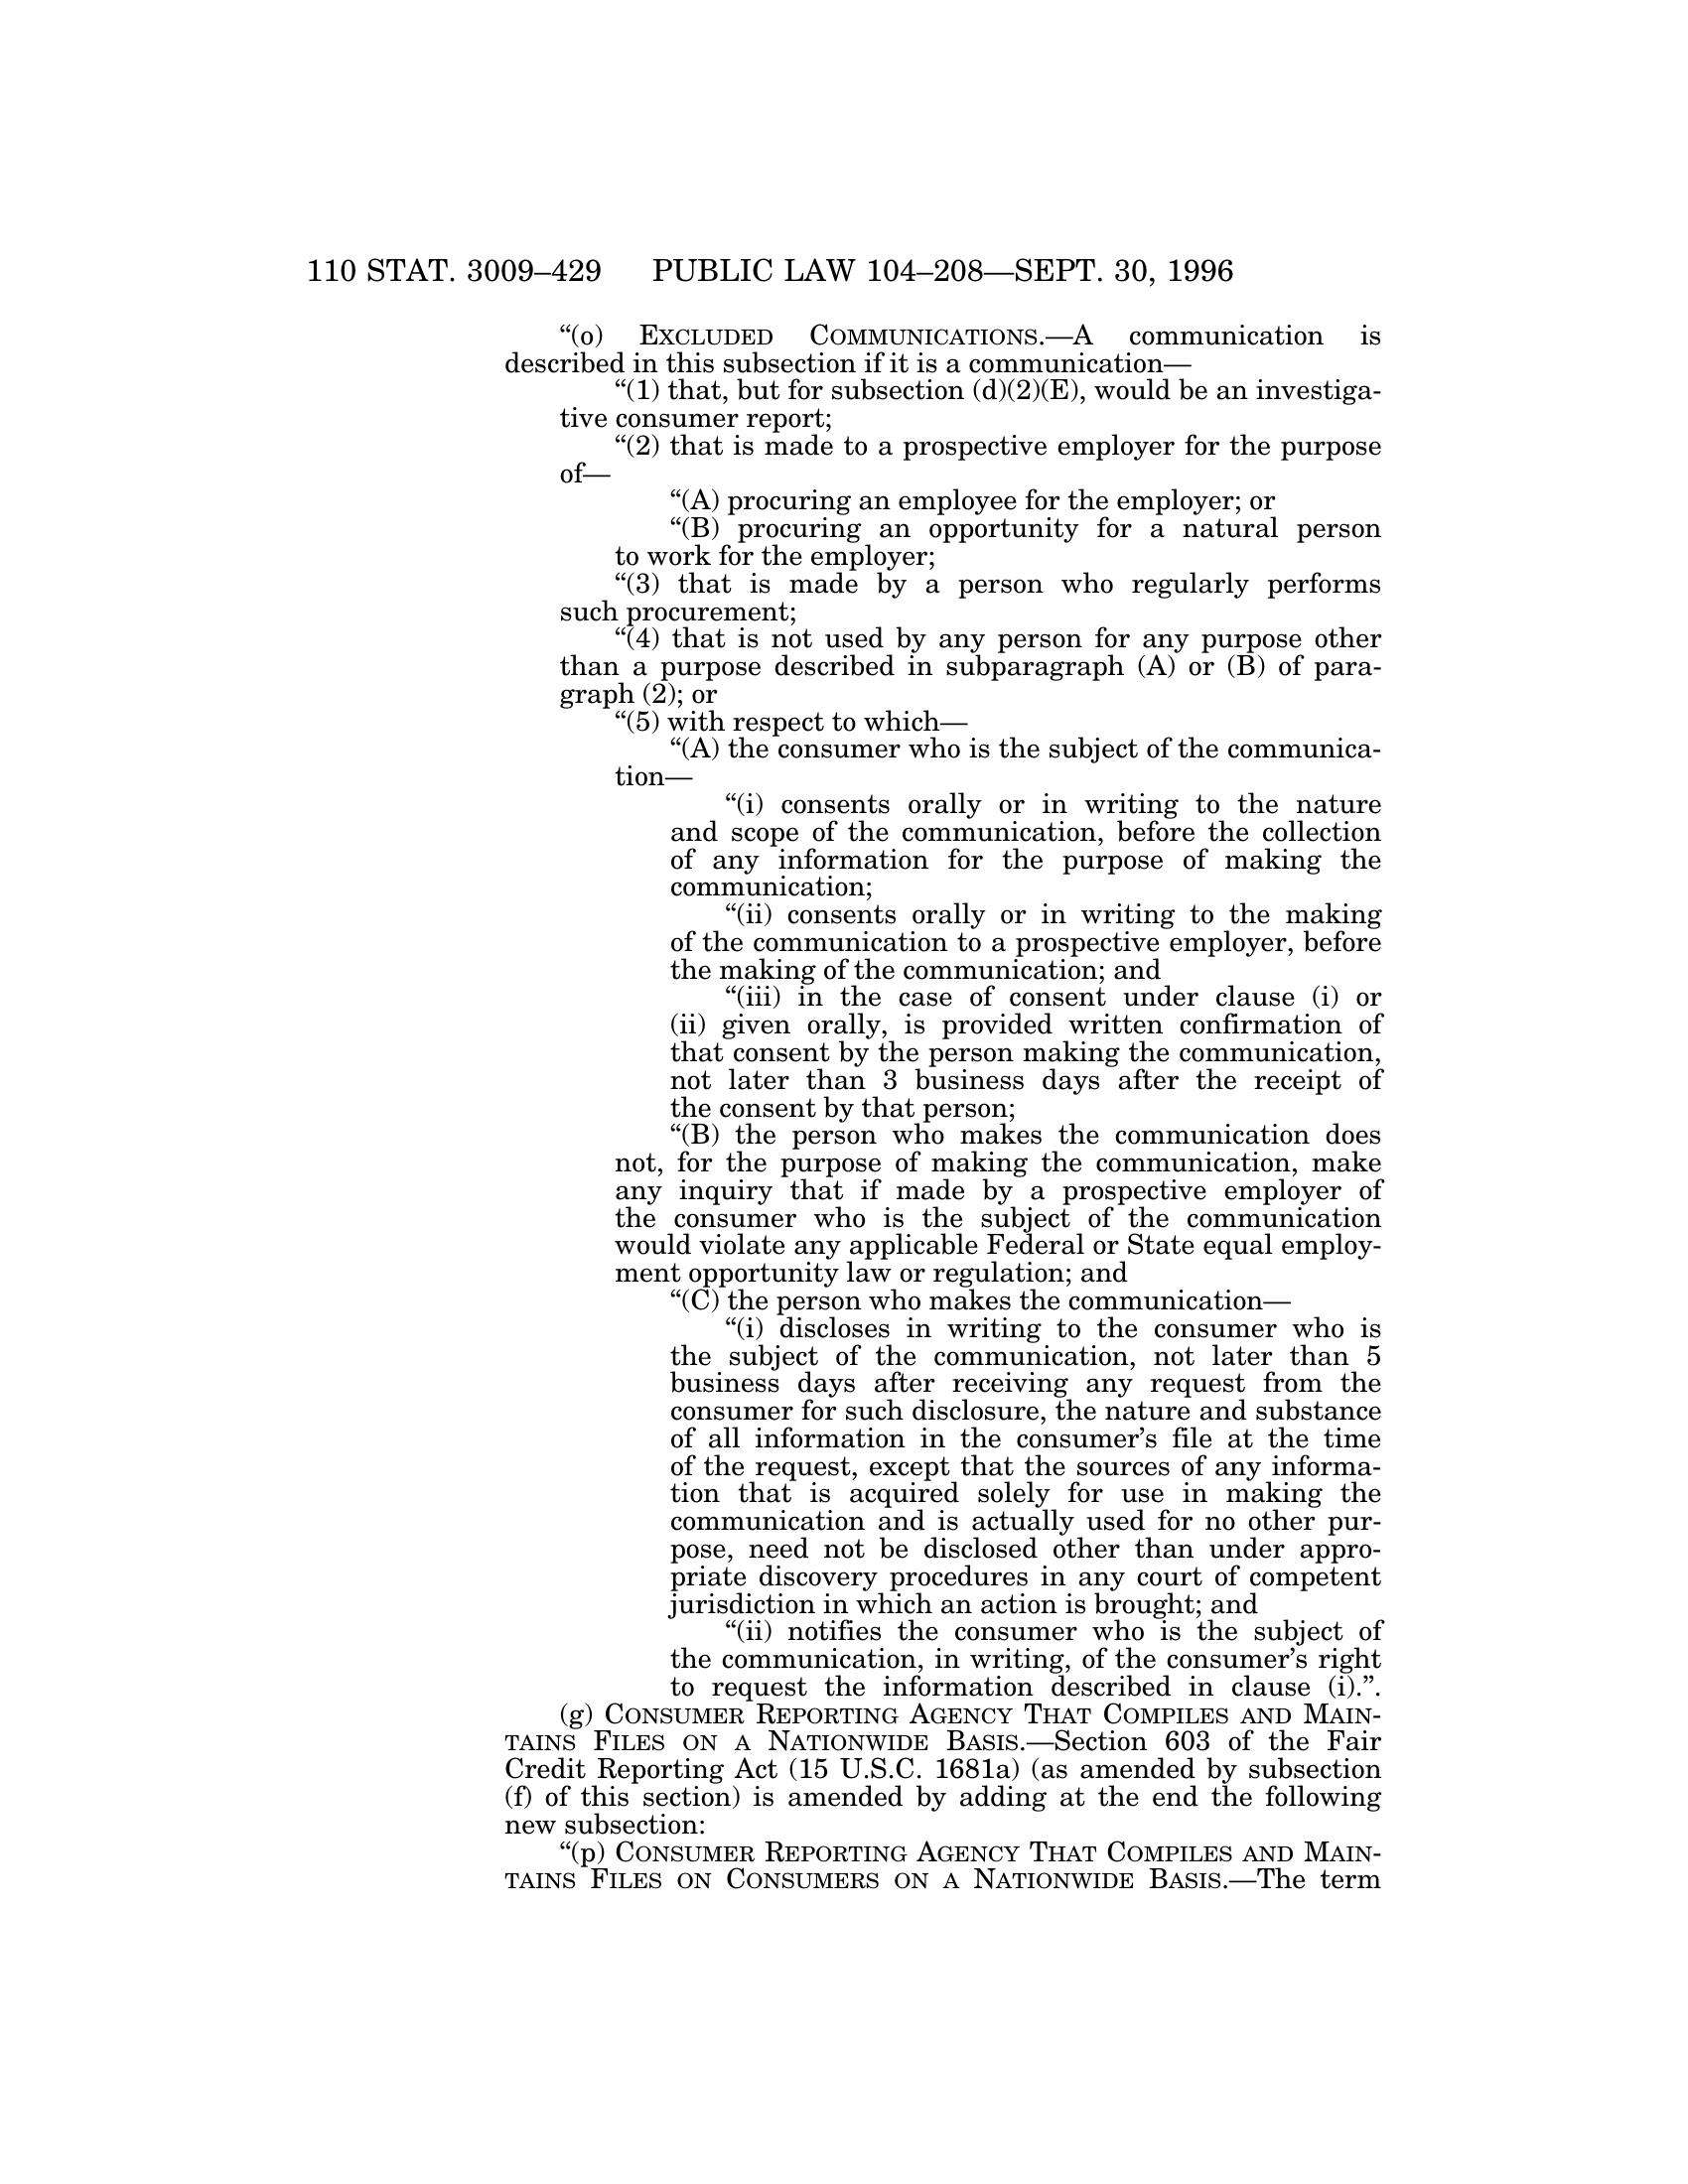 110 STAT. 3009–429 PUBLIC LAW 104–208—SEPT. 30, 1996
“(o) EXCLUDED COMMUNICATIONS.—A communication is
described in this subsection if it is a communication—
“(1) that, but for subsection (d)(2)(E), would be an investiga-
tive consumer report;
“(2) that is made to a prospective employer for the purpose
of—
“(A) procuring an employee for the employer; or
“(B) procuring an opportunity for a natural person
to work for the employer;
“(3) that is made by a person who regularly performs
such procurement;
“(4) that is not used by any person for any purpose other
than a purpose described in subparagraph (A) or (B) of para-
graph (2); or
“(5) with respect to which—
“(A) the consumer who is the subject of the communica-
tion—
“(i) consents orally or in writing to the nature
and scope of the communication, before the collection
of any information for the purpose of making the
communication;
“(ii) consents orally or in writing to the making
of the communication to a prospective employer, before
the making of the communication; and
“(iii) in the case of consent under clause (i) or
(ii) given orally, is provided written confirmation of
that consent by the person making the communication,
not later than 3 business days after the receipt of
the consent by that person;
“(B) the person who makes the communication does
not, for the purpose of making the communication, make
any inquiry that if made by a prospective employer of
the consumer who is the subject of the communication
would violate any applicable Federal or State equal employ-
ment opportunity law or regulation; and
“(C) the person who makes the communication—
“(i) discloses in writing to the consumer who is
the subject of the communication, not later than 5
business days after receiving any request from the
consumer for such disclosure, the nature and substance
of all information in the consumer’s file at the time
of the request, except that the sources of any informa-
tion that is acquired solely for use in making the
communication and is actually used for no other pur-
pose, need not be disclosed other than under appro-
priate discovery procedures in any court of competent
jurisdiction in which an action is brought; and
“(ii) notifies the consumer who is the subject of
the communication, in writing, of the consumer’s right
to request the information described in clause (i).”.
(g) CONSUMER REPORTING AGENCY THAT COMPILES AND MAIN-
TAINS FILES ON A NATIONWIDE BASIS.—Section 603 of the Fair
Credit Reporting Act (15 U.S.C. 1681a) (as amended by subsection
(f) of this section) is amended by adding at the end the following
new subsection:
“(p) CONSUMER REPORTING AGENCY THAT COMPILES AND MAIN-
TAINS FILES ON CONSUMERS ON A NATIONWIDE BASIS.—The term